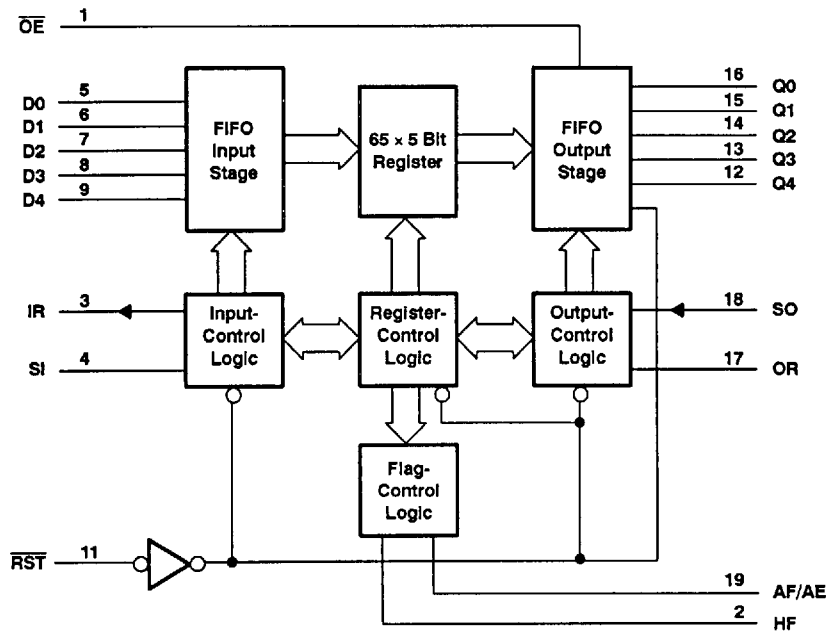 OE 1
D0 5
D1 6
D2 7
D3 8
D4 9
FIFO
Input
Stage
65 × 5 Bit
Register
FIFO
Output
Stage
16 Q0
15 Q1
14 Q2
13 Q3
12 Q4
IR 3
SI 4
Input-
Control
Logic
Register-
Control
Logic
Output-
Control
Logic
18 SO
17 OR
Flag-
Control
Logic
RST 11
19 AF/AE
2 HF